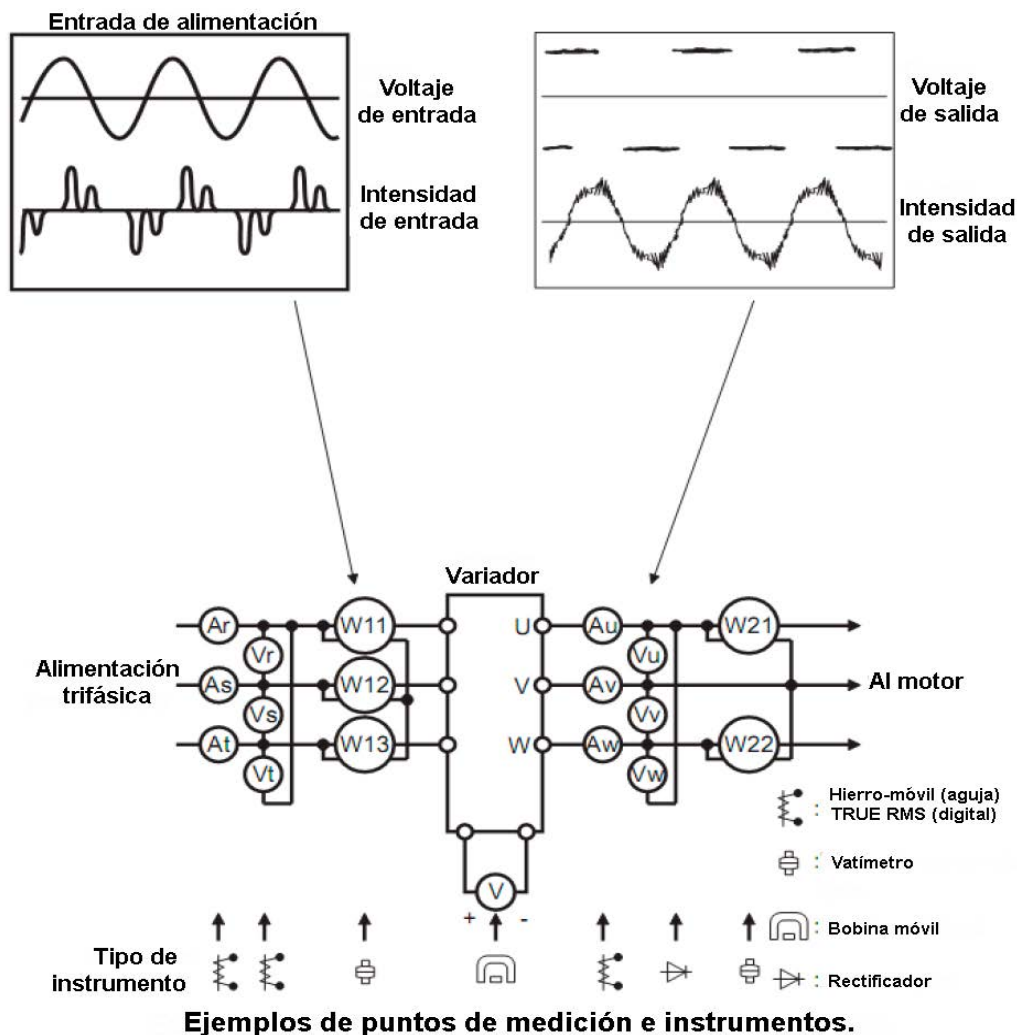 Entrada de alimentación
Voltaje
de entrada
Intensidad
de entrada
Voltaje
de salida
Intensidad
de salida
Variador
Alimentación
trifásica
Ar
Vr
W11
As
Vs
W12
At
Vt
W13
U
V
W
Au
Vu
W21
Av
Vv
Aw
Vw
W22
Al motor
+ V -
: Hierro-móvil (aguja)
TRUE RMS (digital)
: Vatímetro
: Bobina móvil
: Rectificador
Tipo de
instrumento
Ejemplos de puntos de medición e instrumentos.